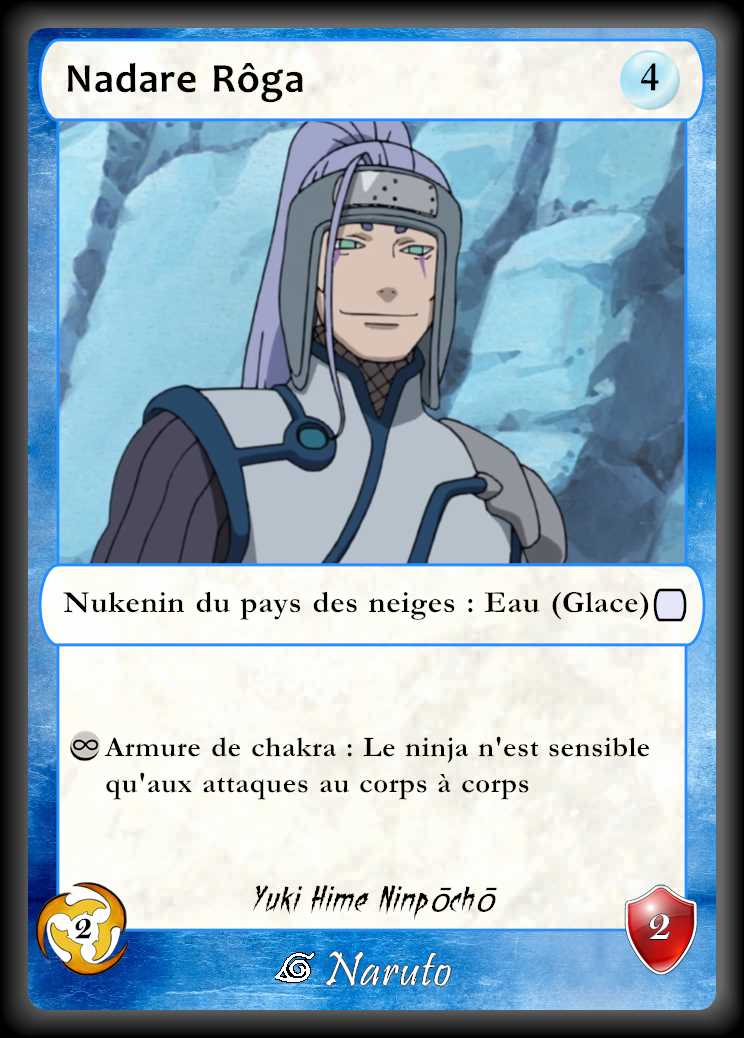 Nadare Rôga
4
Nukenin du pays des neiges : Eau (Glace)
∞ Armure de chakra : Le ninja n'est sensible
qu'aux attaques au corps à corps
Yuki Hime Ninpōchō
2
2
Naruto